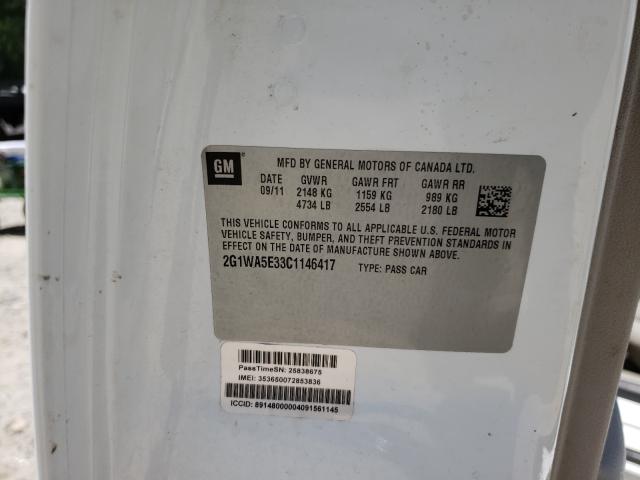 GM
MFD BY GENERAL MOTORS OF CANADA LTD.
DATE GVWR GAWR FRT GAWR RR
09/11 2148 KG 1159 KG 989 KG
4734 LB 2554 LB 2180 LB
THIS VEHICLE CONFORMS TO ALL APPLICABLE U.S. FEDERAL MOTOR
VEHICLE SAFETY, BUMPER, AND THEFT PREVENTION STANDARDS IN
EFFECT ON THE DATE OF MANUFACTURE SHOWN ABOVE.
2G1WA5E33C1146417 TYPE: PASS CAR
PassTimeSN: 25838675
IMEI: 353650072853836
ICCID: 89148000004091561145